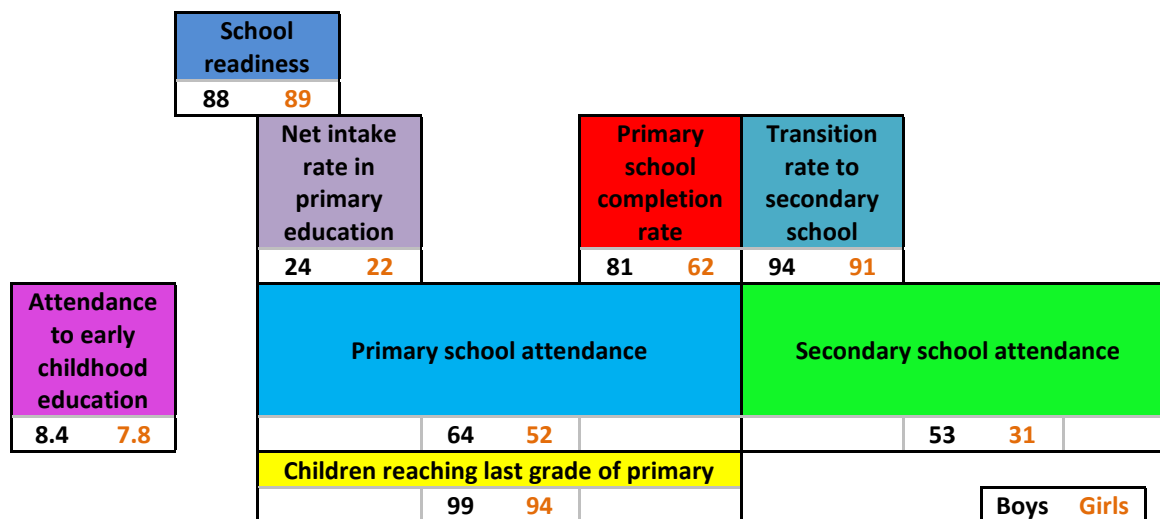 School
readiness
88 89
Net intake
rate in
primary
education
24 22
Primary
school
completion
rate
81 62
Transition
rate to
secondary
school
94 91
Attendance
to early
childhood
education
8.4 7.8
Primary school attendance
64 52
Secondary school attendance
53 31
Children reaching last grade of primary
99 94
Boys Girls